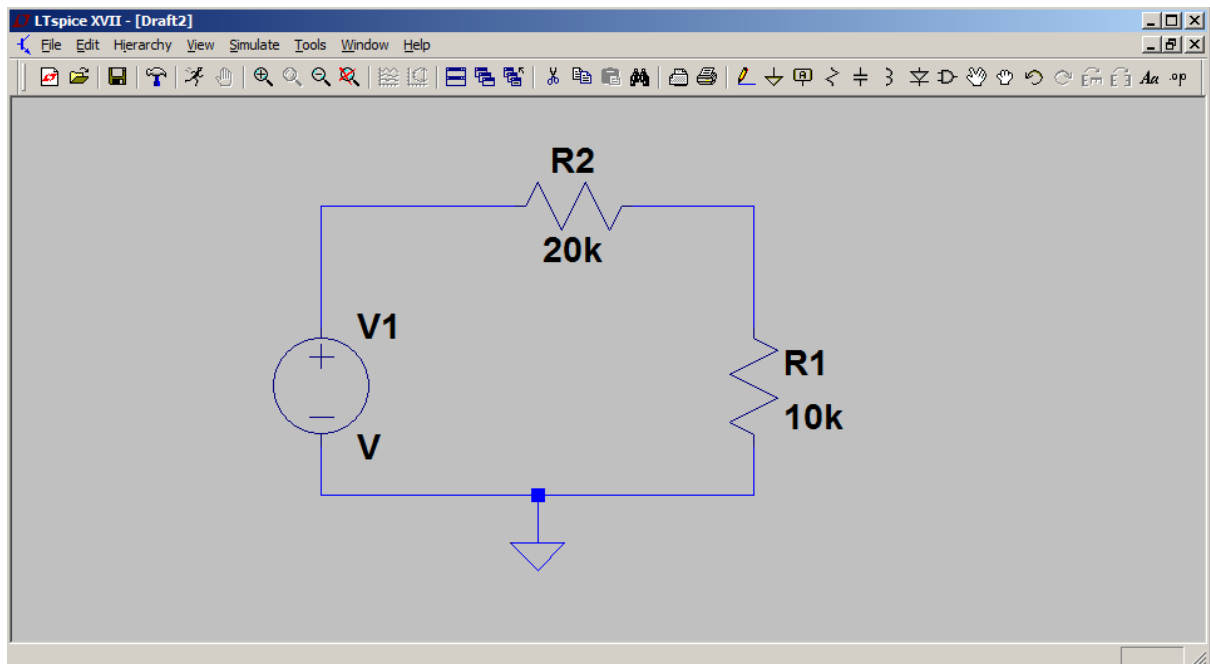 LTspice XVII - [Draft2]
File Edit Hierarchy View Simulate Tools Window Help
Aa .op
R2
20k
V1
V
R1
10k